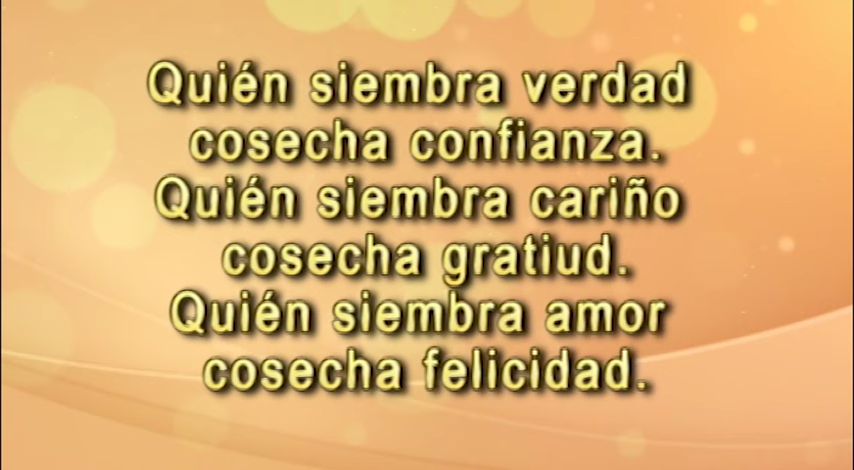 Quién siembra verdad
cosecha confianza.
Quién siembra cariño
cosecha gratiud.
Quién siembra amor
cosecha felicidad.